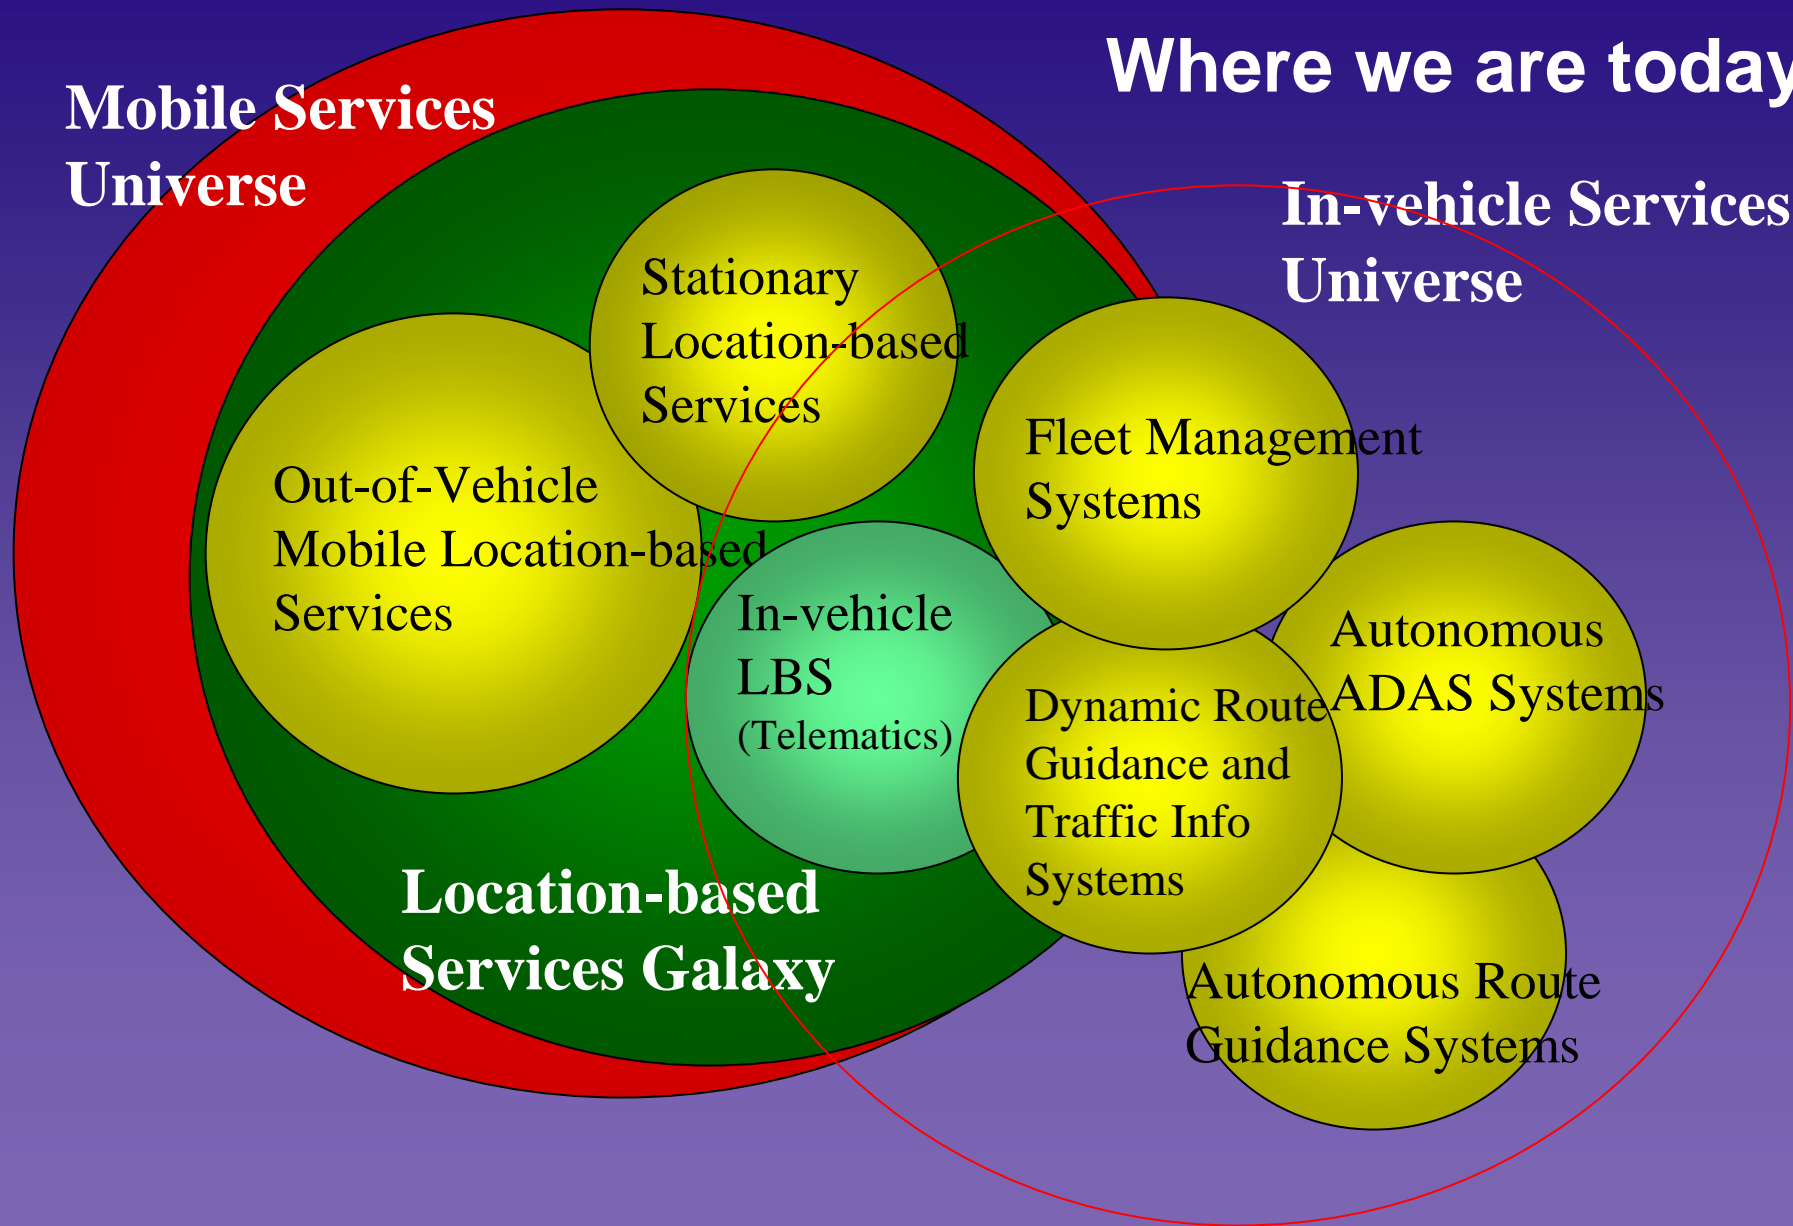 Where we are today
Mobile Services
Universe
In-vehicle Services
Universe
Stationary
Location-based
Services
Fleet Management
Systems
Out-of-Vehicle
Mobile Location-based
Services
In-vehicle
LBS
(Telematics)
Autonomous
ADAS Systems
Dynamic Route
Guidance and
Traffic Info
Systems
Location-based
Services Galaxy
Autonomous Route
Guidance Systems